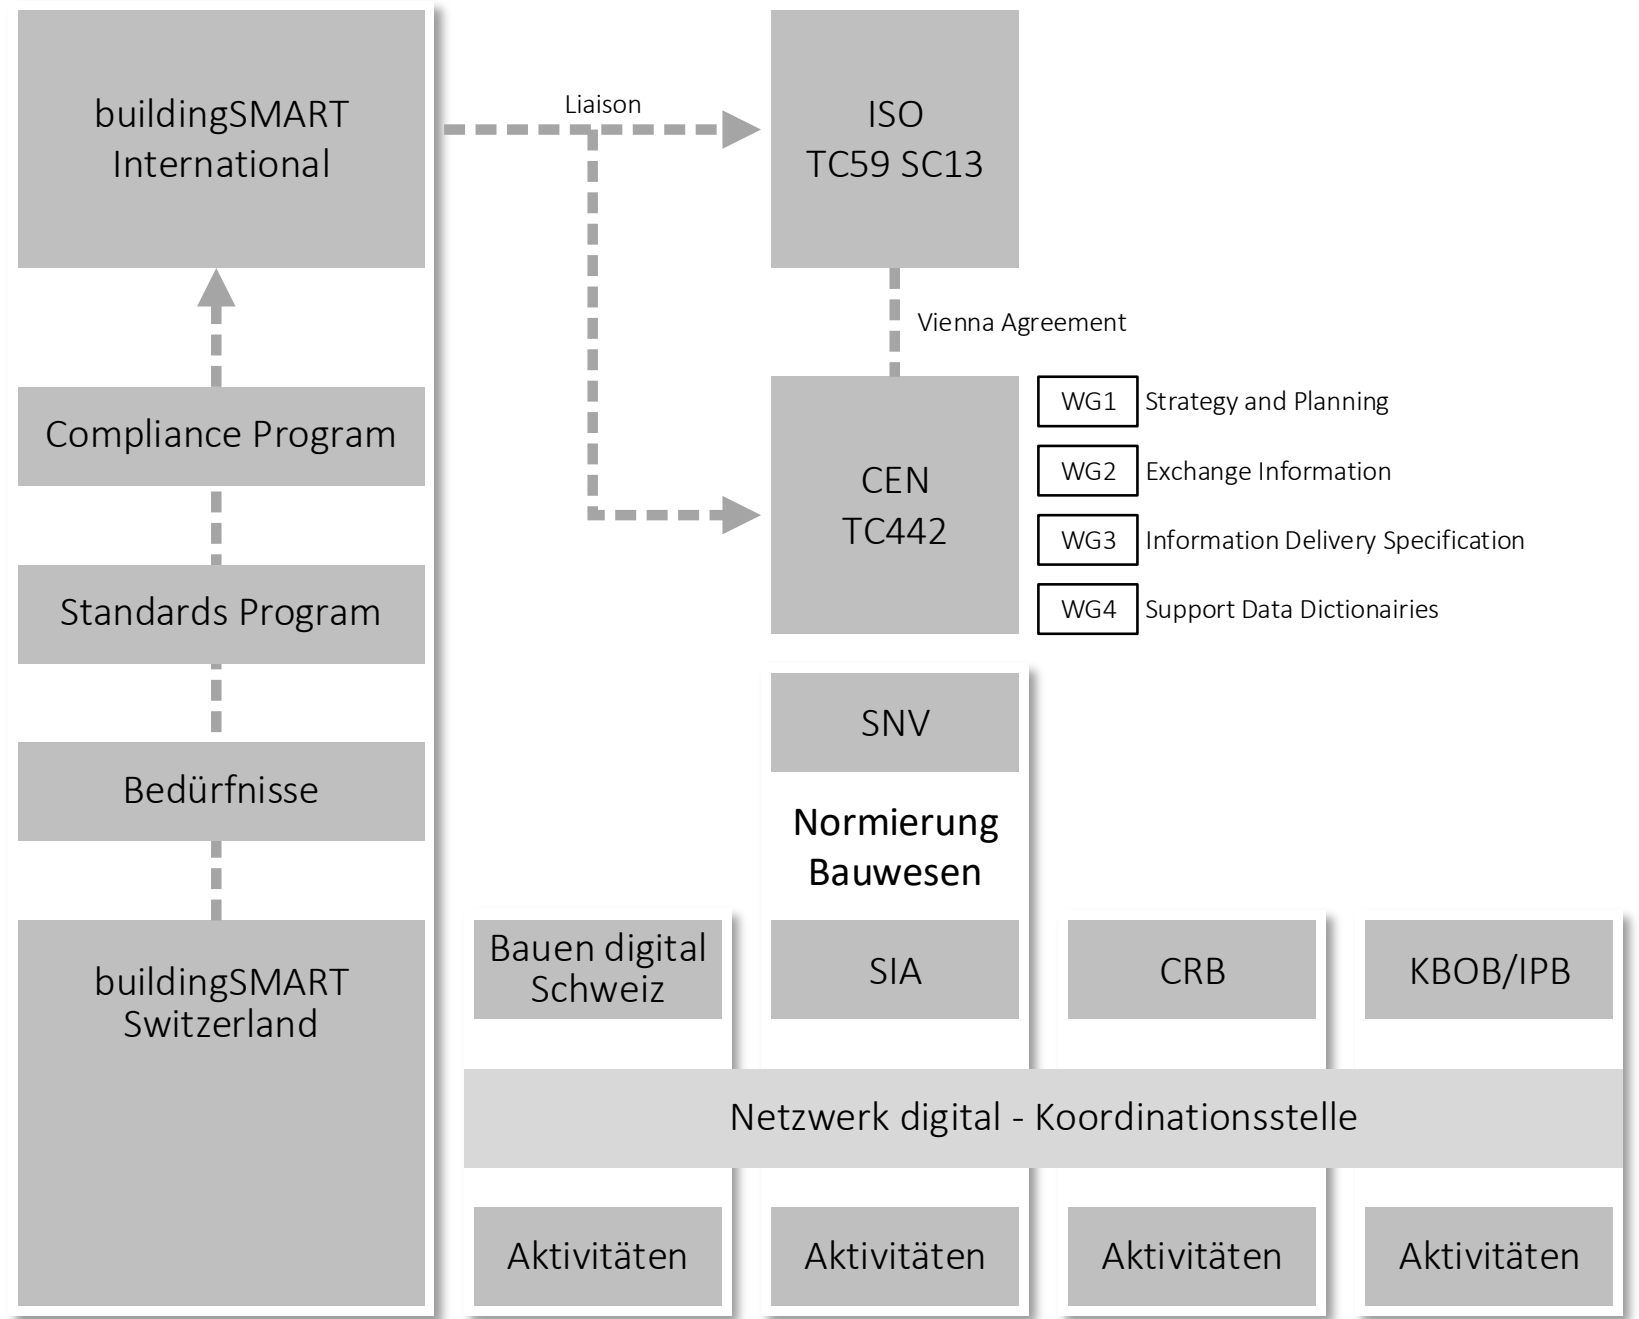 buildingSMART
International
Liaison
ISO
TC59 SC13
Vienna Agreement
Compliance Program
CEN
TC442
WG1 Strategy and Planning
WG2 Exchange Information
WG3 Information Delivery Specification
WG4 Support Data Dictionairies
Standards Program
SNV
Bedürfnisse
Normierung
Bauwesen
buildingSMART
Switzerland
Bauen digital
Schweiz
SIA
CRB
KBOB/IPB
Netzwerk digital - Koordinationsstelle
Aktivitäten
Aktivitäten
Aktivitäten
Aktivitäten